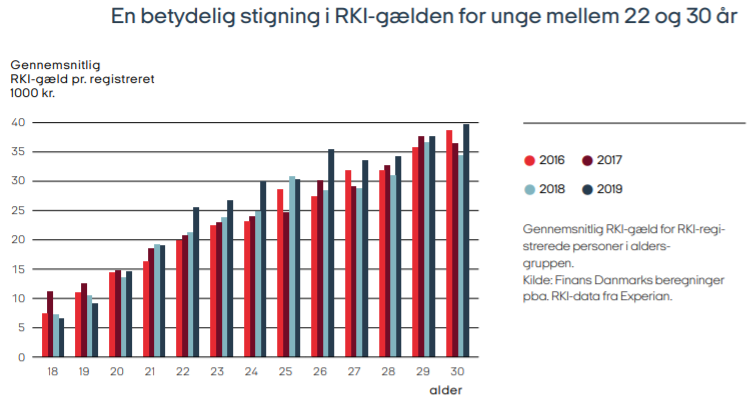 En betydelig stigning i RKI-gælden for unge mellem 22 og 30 år
Gennemsnitlig
RKI-gæld pr. registreret
1000 kr.
40
35
30
25
20
15
10
5
0
18 19 20 21 22 23 24 25 26 27 28 29 30
alder
2016 2017
2018 2019
Gennemsnitlig RKI-gæld for RKI-regi-
strerede personer i alders-
gruppen.
Kilde: Finans Danmarks beregninger
pba. RKI-data fra Experian.